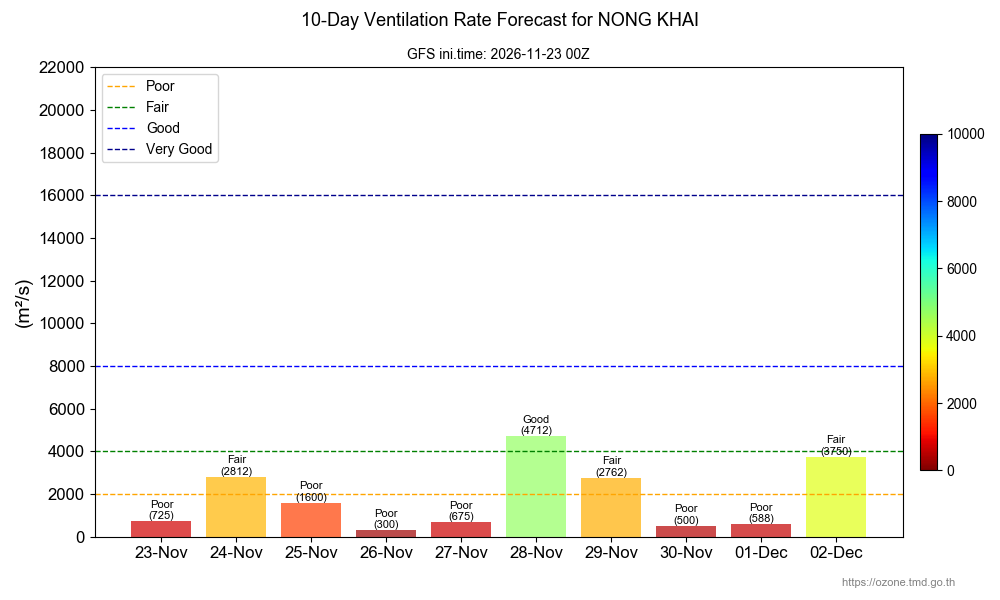 10-Day Ventilation Rate Forecast for NONG KHAI
GFS ini.time: 2026-11-23 00Z
22000
20000
18000
16000
14000
12000
10000
8000
6000
4000
2000
0
(m²/s)
Poor
Fair
Good
Very Good
Poor
(725)
Fair
(2812)
Poor
(1600)
Poor
(300)
Poor
(675)
Good
(4712)
Fair
(2762)
Poor
(500)
Poor
(588)
Fair
(3750)
23-Nov
24-Nov
25-Nov
26-Nov
27-Nov
28-Nov
29-Nov
30-Nov
01-Dec
02-Dec
10000
8000
6000
4000
2000
0
https://ozone.tmd.go.th